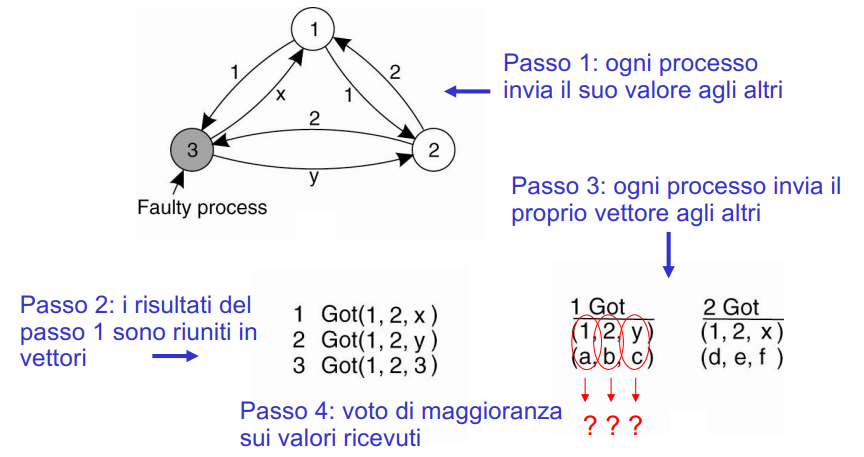 1
Passo 1: ogni processo
invia il suo valore agli altri
1
x
1
2
2
3
2
y
Faulty process
Passo 3: ogni processo invia il
proprio vettore agli altri
Passo 2: i risultati del
passo 1 sono riuniti in
vettori
1 Got(1, 2, x )
2 Got(1, 2, y )
3 Got(1, 2, 3 )
1 Got
(1, 2, y)
(a, b, c)
2 Got
(1, 2, x )
(d, e, f )
Passo 4: voto di maggioranza
sui valori ricevuti
? ? ?